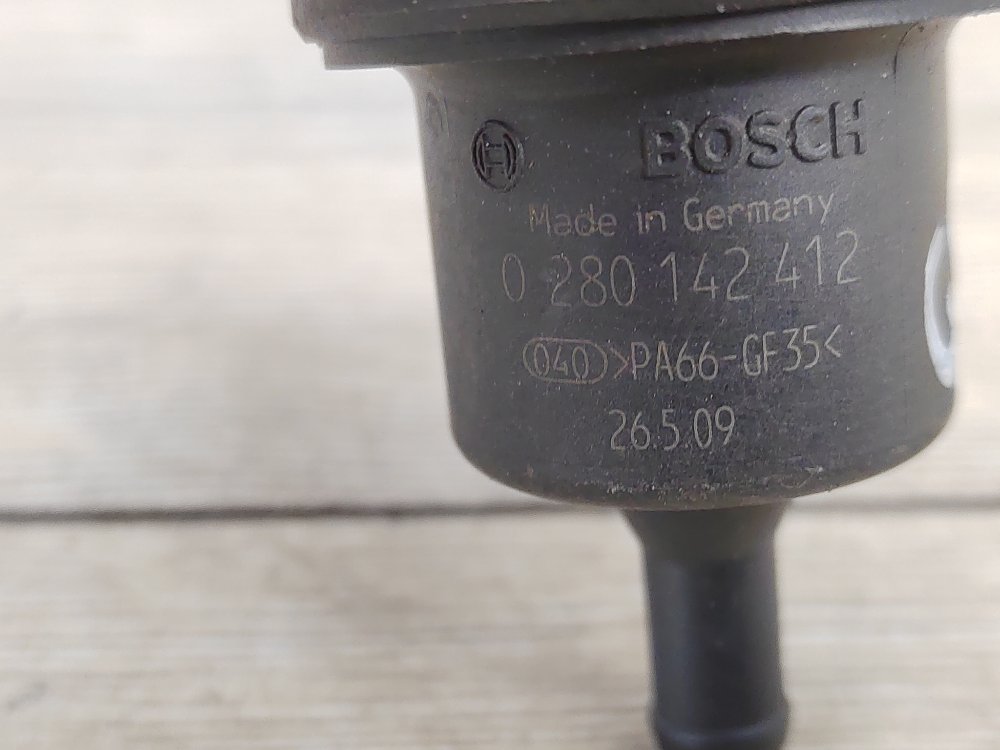 BOSCH
Made in Germany
0 280 142 412
040 >PA66-GF35<
26.5.09